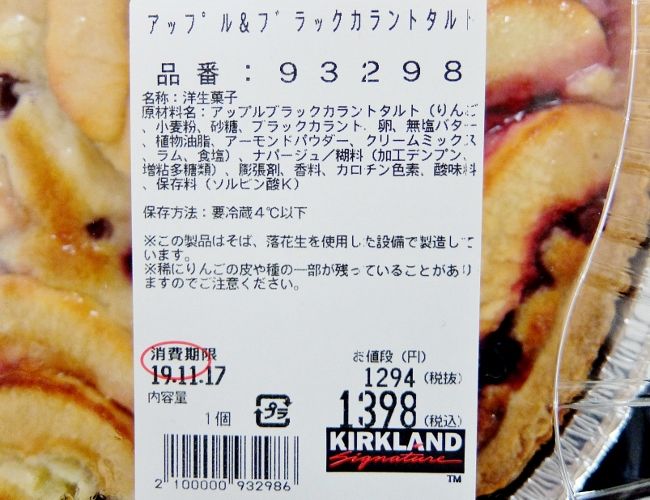 アップル&ブラックカラントタルト
品番：93298
名称：洋生菓子
原材料名：アップルブラックカラントタルト（りんご
、小麦粉、砂糖、ブラックカラント、卵、無塩バター
、植物油脂、アーモンドパウダー、クリームミックス
、ラム、食塩）、ナパージュ／糊料（加工デンプン、
増粘多糖類）、膨張剤、香料、カロチン色素、酸味料
、保存料（ソルビン酸K）
保存方法：要冷蔵4℃以下
※この製品はそば、落花生を使用した設備で製造して
います。
※稀にりんごの皮や種の一部が残っていることがあり
ますのでご注意ください。
消費期限
19.11.17
お値段（円）
1294（税抜）
内容量
1個
プラ
1398（税込）
KIRKLAND
Signature
TM
2 100000 932986